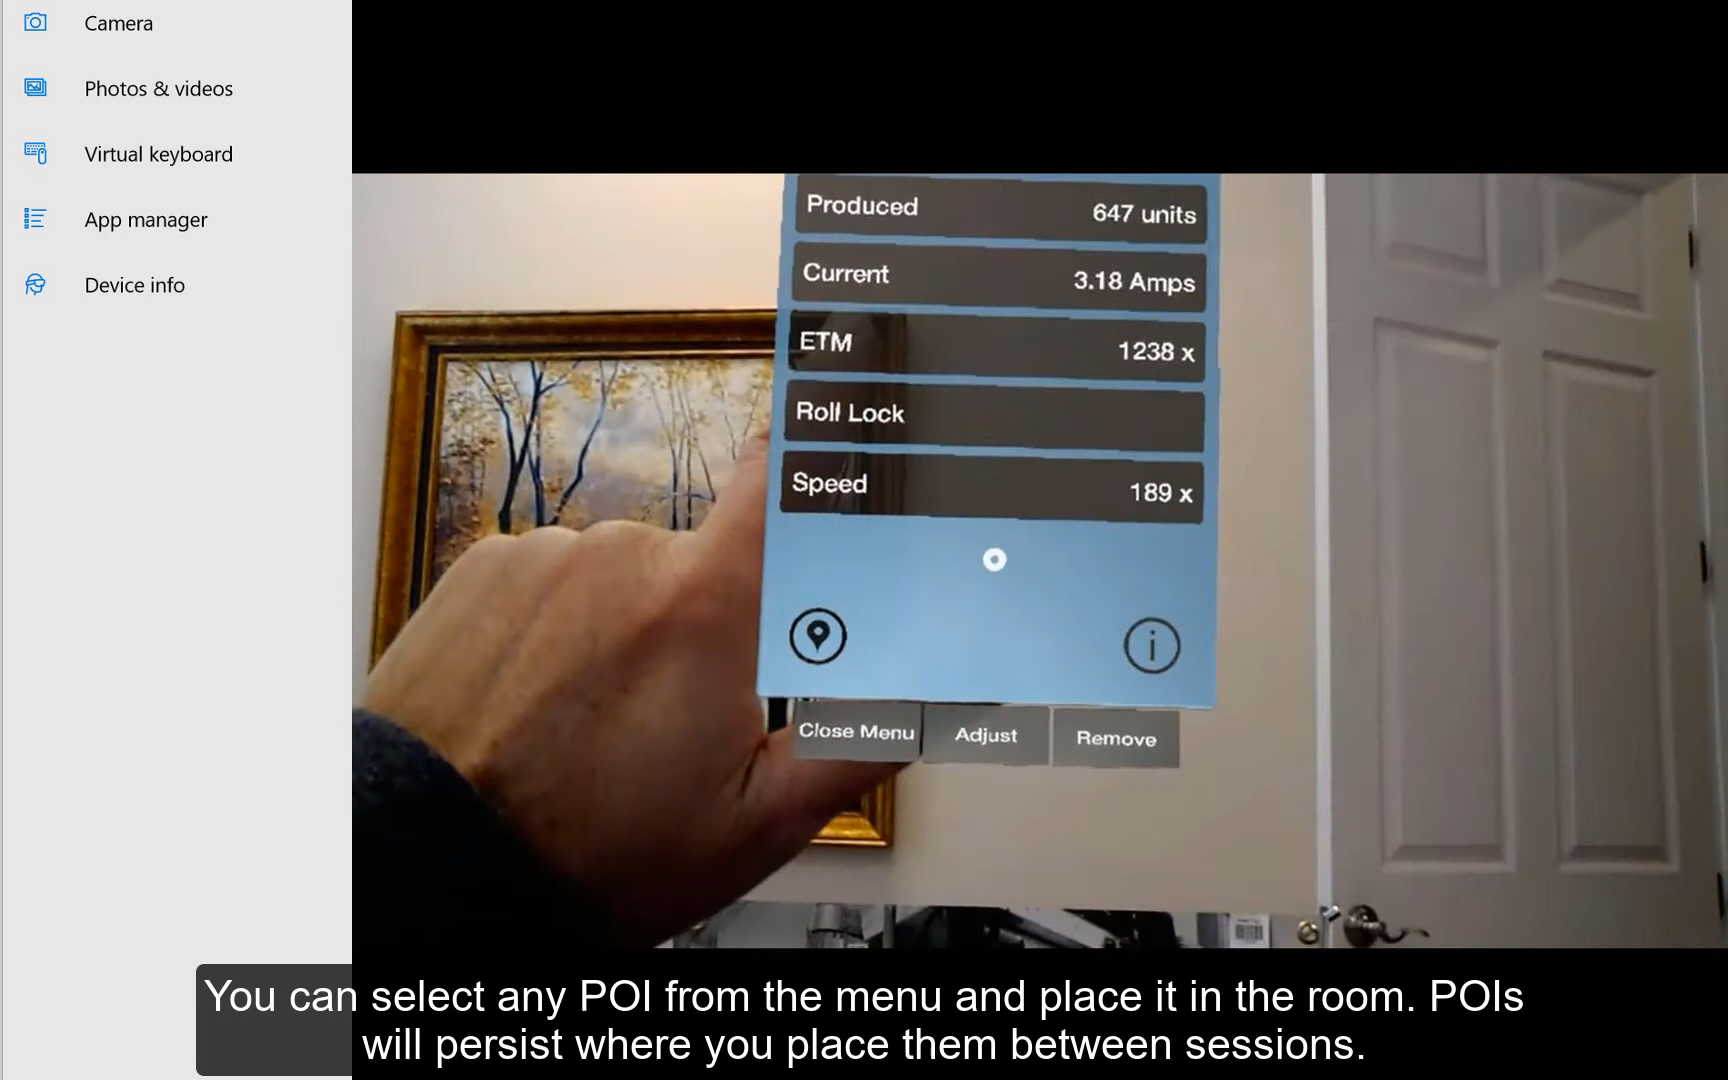 Camera
Photos & videos
Virtual keyboard
App manager
Device info
Produced 647 units
Current 3.18 Amps
ETM 1238 x
Roll Lock
Speed 189 x
i
Close Menu Adjust Remove
You can select any POI from the menu and place it in the room. POIs
will persist where you place them between sessions.